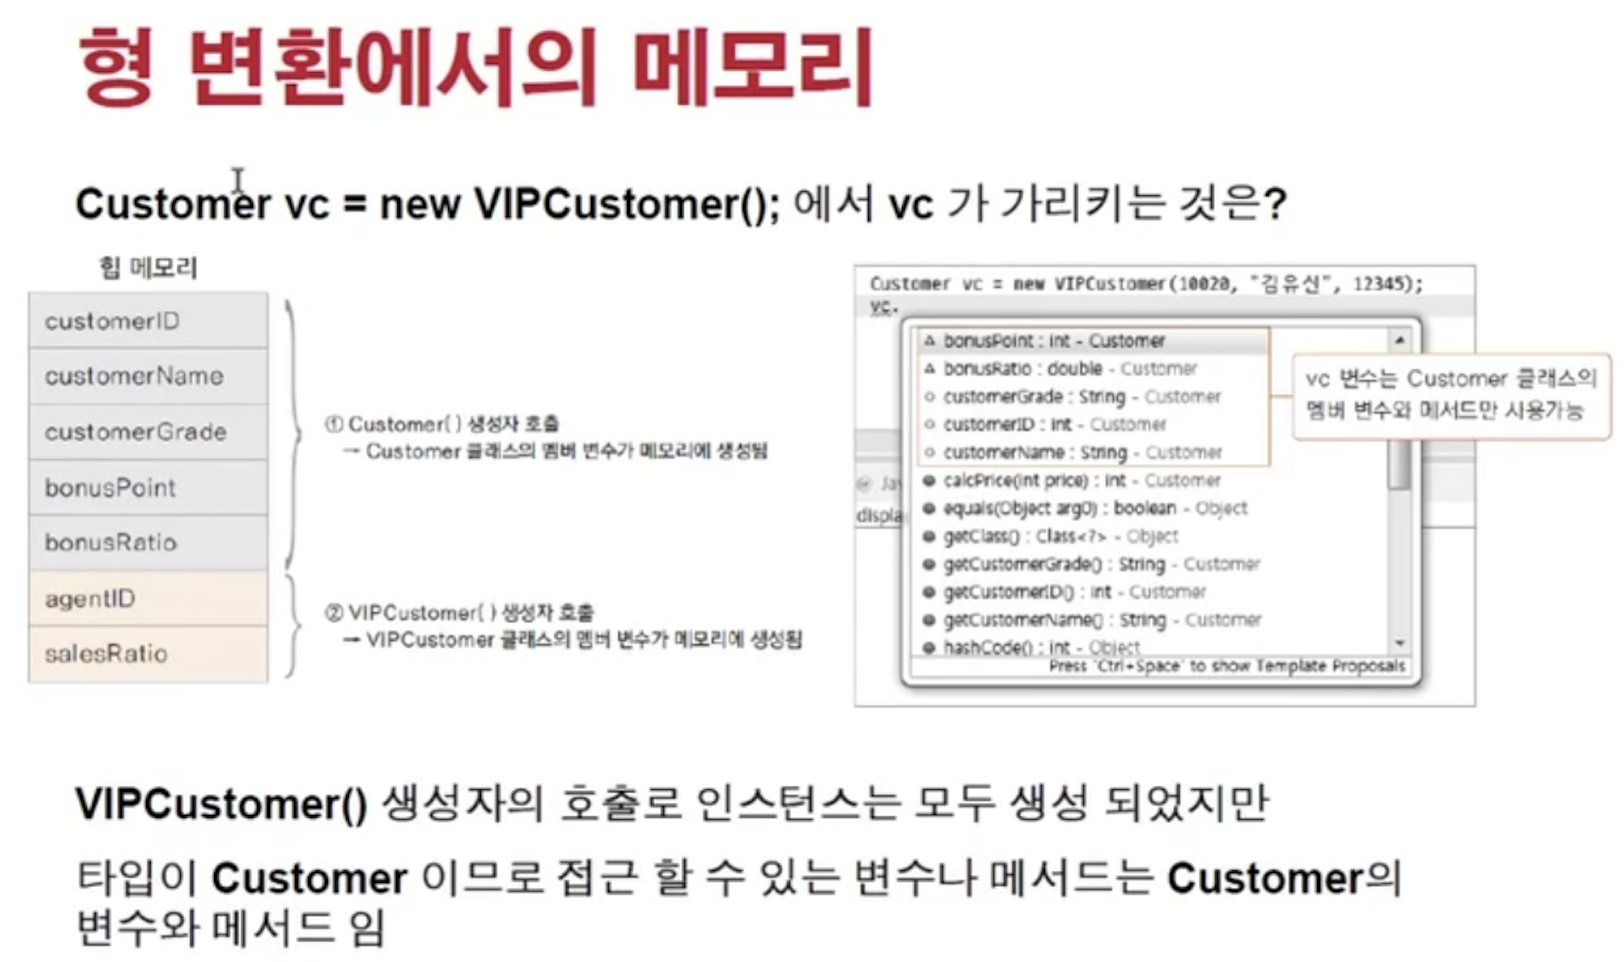 형 변환에서의 메모리
Customer vc = new VIPCustomer(); 에서 vc 가 가리키는 것은?
힙 메모리
customerID
customerName
customerGrade
bonusPoint
bonusRatio
agentID
salesRatio
① Customer( ) 생성자 호출
→ Customer 클래스의 멤버 변수가 메모리에 생성됨
② VIPCustomer( ) 생성자 호출
→ VIPCustomer 클래스의 멤버 변수가 메모리에 생성됨
Customer vc = new VIPCustomer(10020, "김유신", 12345);
vc.
bonusPoint : int - Customer
bonusRatio : double - Customer
customerGrade : String - Customer
customerID : int - Customer
customerName : String - Customer
calcPrice(int price) : int - Customer
equals(Object arg0) : boolean - Object
getClass() : Class<?> - Object
getCustomerGrade() : String - Customer
getCustomerID() : int - Customer
getCustomerName() : String - Customer
hashCode() : int - Object
Press 'Ctrl+Space' to show Template Proposals
@ Jav
displa
vc 변수는 Customer 클래스의
멤버 변수와 메서드만 사용가능
VIPCustomer() 생성자의 호출로 인스턴스는 모두 생성 되었지만
타입이 Customer 이므로 접근 할 수 있는 변수나 메서드는 Customer의
변수와 메서드 임